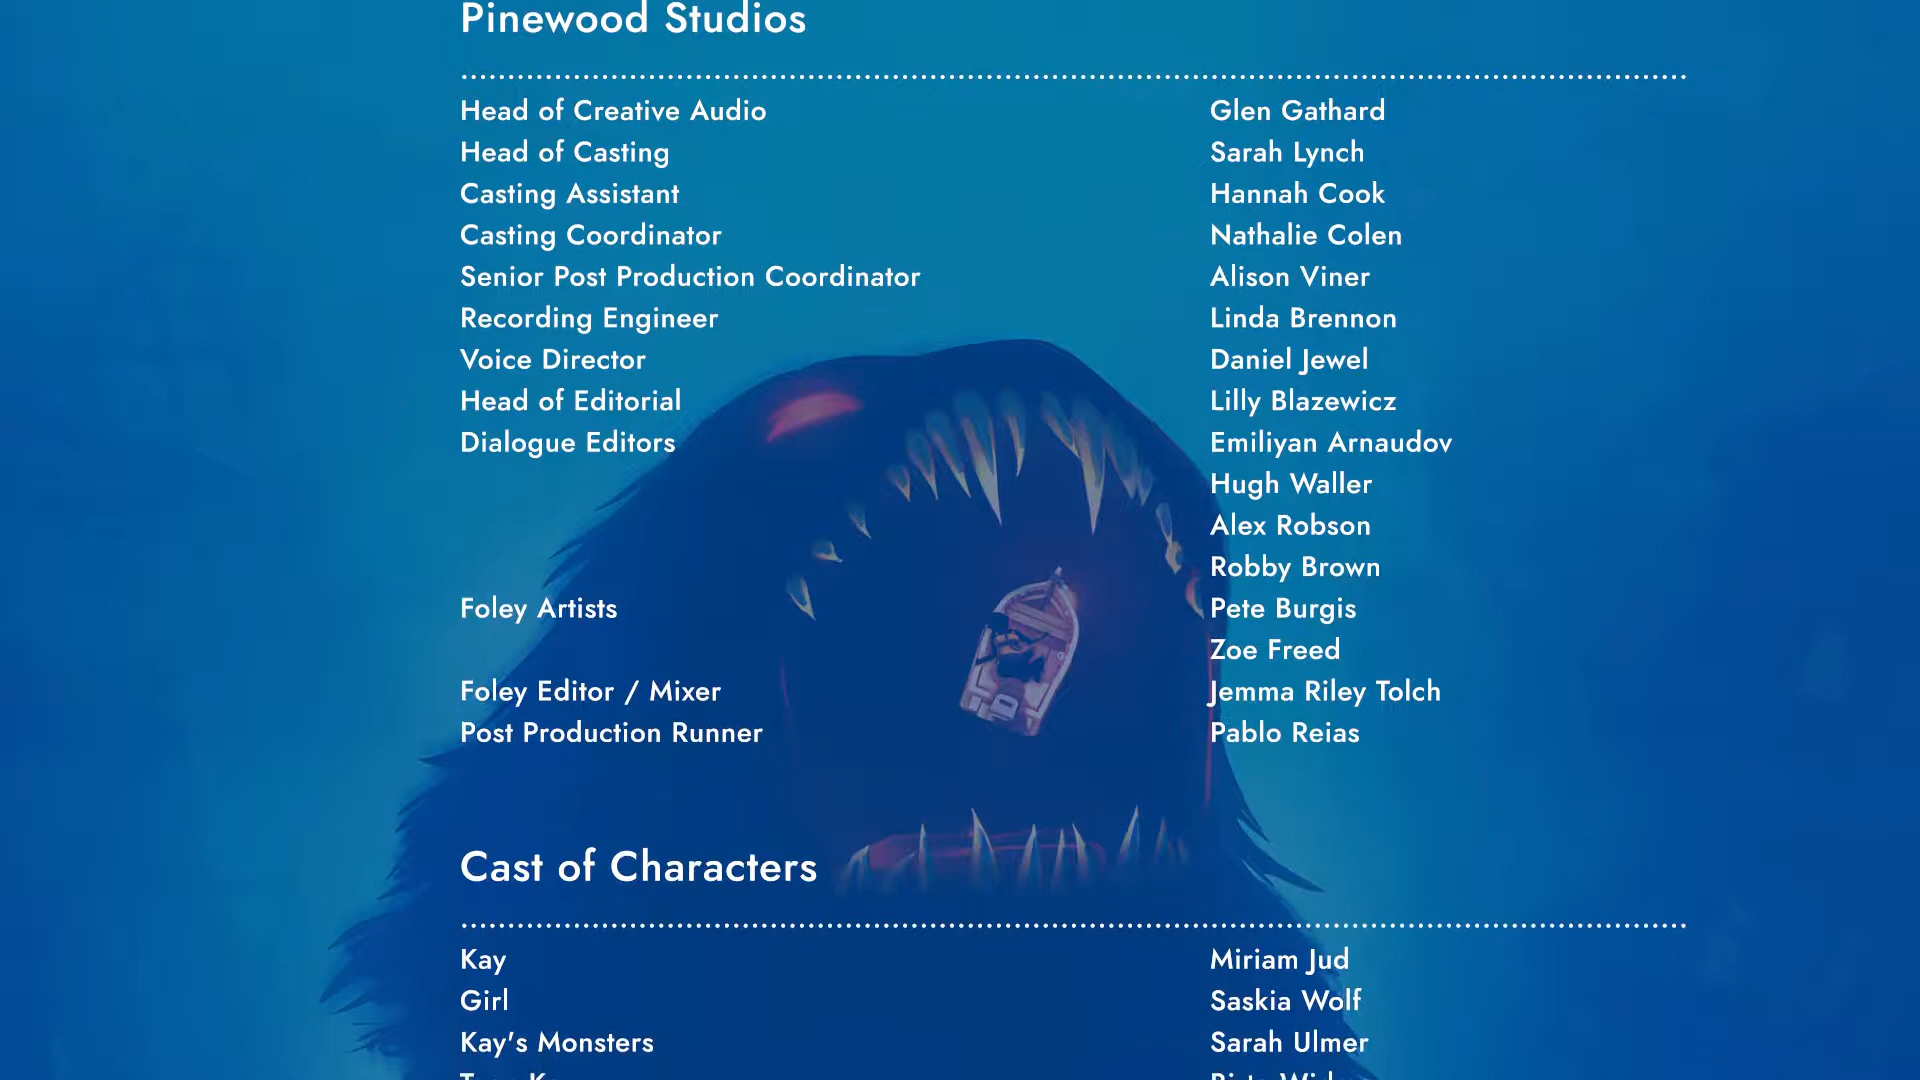 Pinewood Studios
Head of Creative Audio Glen Gathard
Head of Casting Sarah Lynch
Casting Assistant Hannah Cook
Casting Coordinator Nathalie Colen
Senior Post Production Coordinator Alison Viner
Recording Engineer Linda Brennon
Voice Director Daniel Jewel
Head of Editorial Lilly Blazewicz
Dialogue Editors Emiliyan Arnaudov
Hugh Waller
Alex Robson
Robby Brown
Foley Artists Pete Burgis
Zoe Freed
Foley Editor / Mixer Jemma Riley Tolch
Post Production Runner Pablo Reias
Cast of Characters
Kay Miriam Jud
Girl Saskia Wolf
Kay's Monsters Sarah Ulmer